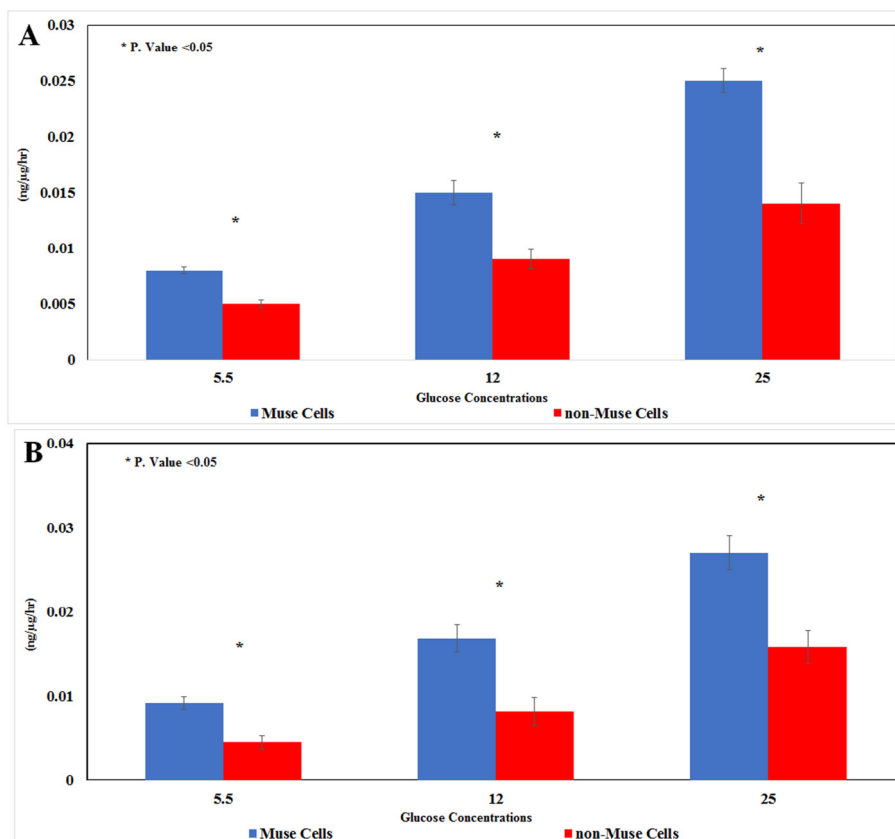 A
* P. Value <0.05
0.03
0.025
0.02
0.015
0.01
0.005
0
(ng/µg/hr)
*
*
*
5.5 12 25
Glucose Concentrations
Muse Cells non-Muse Cells
B
* P. Value <0.05
0.04
0.03
0.02
0.01
0
(ng/µg/hr)
*
*
*
5.5 12 25
Glucose Concentrations
Muse Cells non-Muse Cells